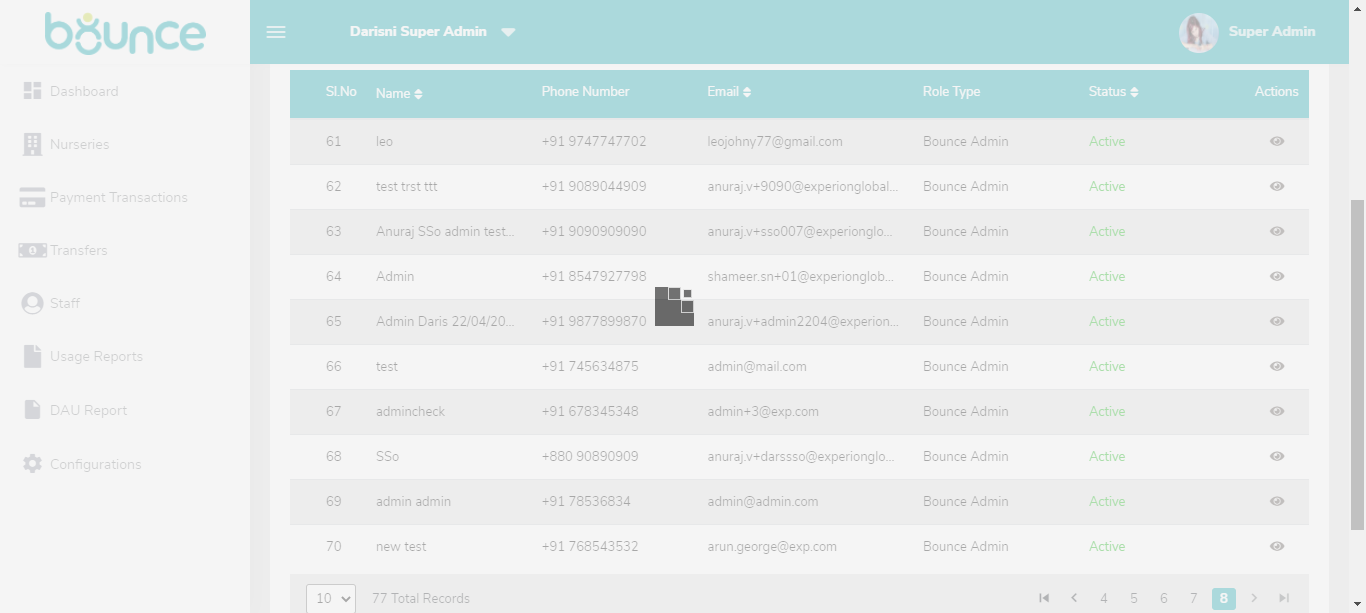 bounce
Darisni Super Admin
Super Admin
Dashboard
Nurseries
Payment Transactions
Transfers
Staff
Usage Reports
DAU Report
Configurations
Sl.No Name Phone Number Email Role Type Status Actions
61 leo +91 9747747702 leojohny77@gmail.com Bounce Admin Active
62 test trst ttt +91 9089044909 anuraj.v+9090@experionglobal... Bounce Admin Active
63 Anuraj SSo admin test... +91 9090909090 anuraj.v+sso007@experionglo... Bounce Admin Active
64 Admin +91 8547927798 shameer.sn+01@experionglob... Bounce Admin Active
65 Admin Daris 22/04/20... +91 9877899870 anuraj.v+admin2204@experion... Bounce Admin Active
66 test +91 745634875 admin@mail.com Bounce Admin Active
67 admincheck +91 678345348 admin+3@exp.com Bounce Admin Active
68 SSo +880 90890909 anuraj.v+darssso@experionglo... Bounce Admin Active
69 admin admin +91 78536834 admin@admin.com Bounce Admin Active
70 new test +91 768543532 arun.george@exp.com Bounce Admin Active
10 77 Total Records 4 5 6 7 8